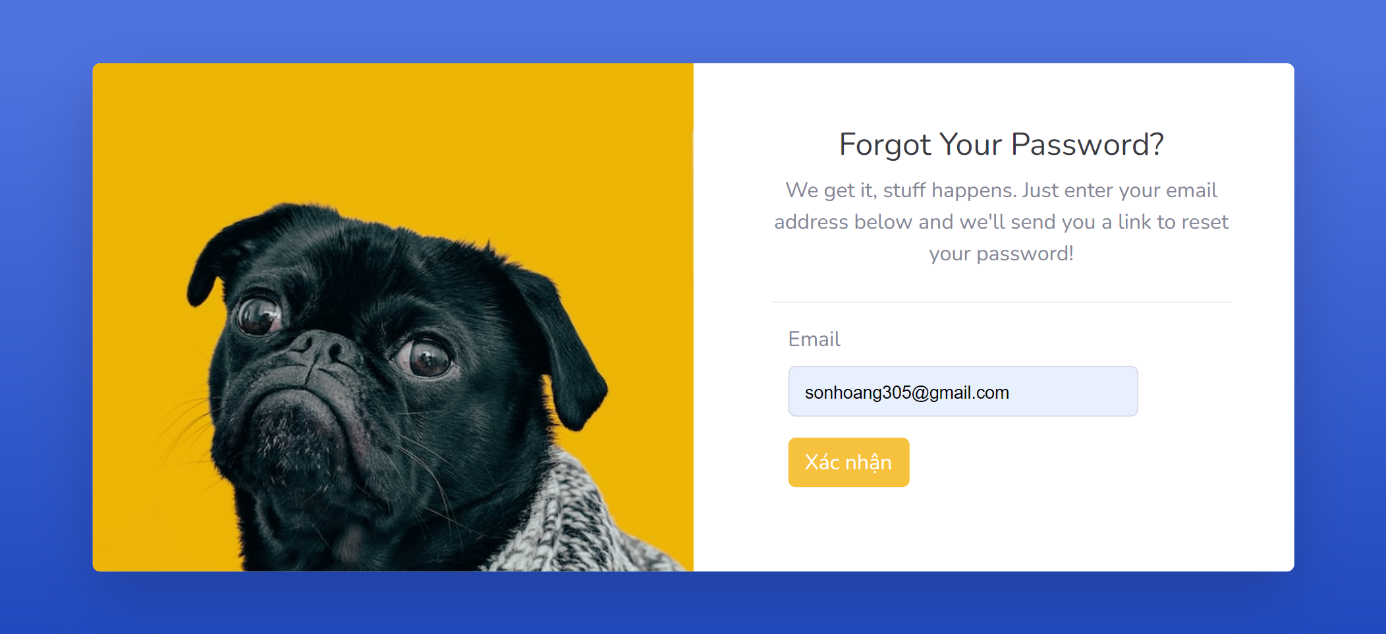 Forgot Your Password?
We get it, stuff happens. Just enter your email
address below and we'll send you a link to reset
your password!
Email
sonhoang305@gmail.com
Xác nhận